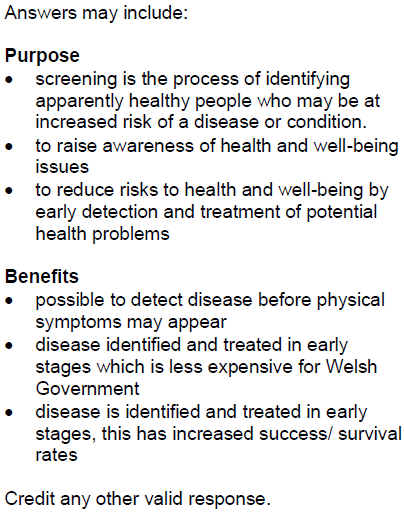 Answers may include:
Purpose
• screening is the process of identifying
apparently healthy people who may be at
increased risk of a disease or condition.
• to raise awareness of health and well-being
issues
• to reduce risks to health and well-being by
early detection and treatment of potential
health problems
Benefits
• possible to detect disease before physical
symptoms may appear
• disease identified and treated in early
stages which is less expensive for Welsh
Government
• disease is identified and treated in early
stages, this has increased success/ survival
rates
Credit any other valid response.